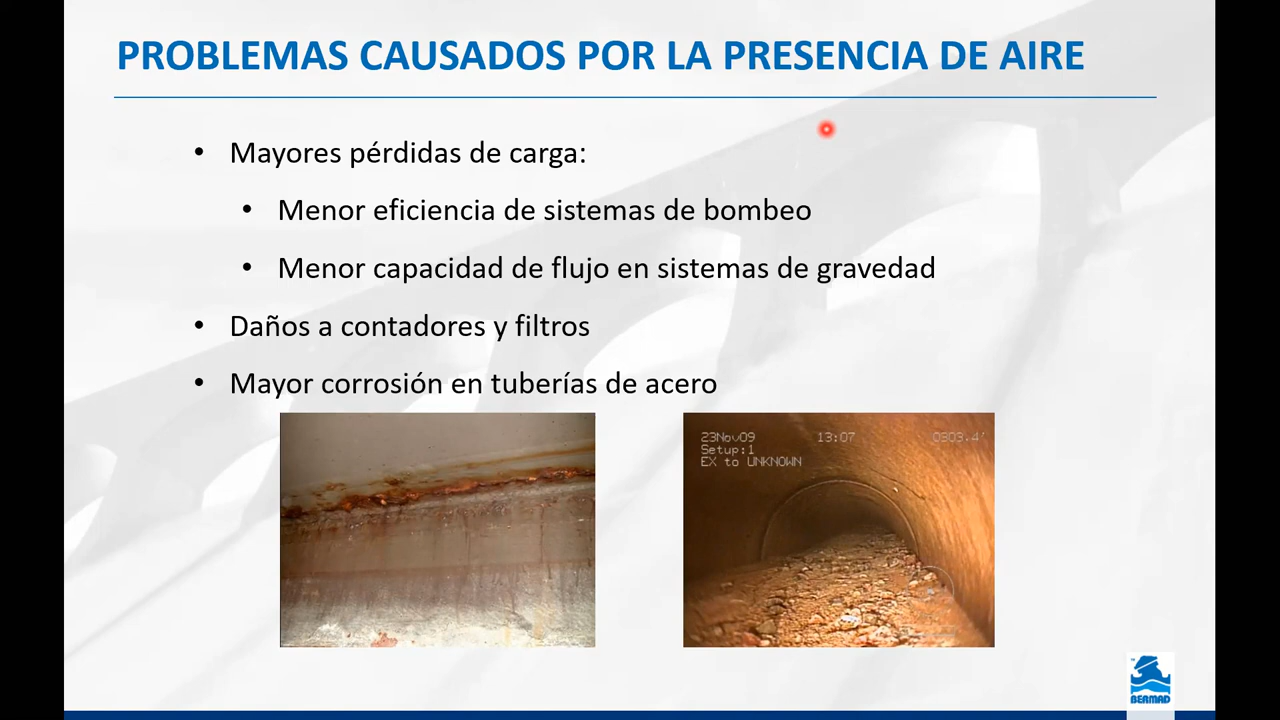 PROBLEMAS CAUSADOS POR LA PRESENCIA DE AIRE
• Mayores pérdidas de carga:
• Menor eficiencia de sistemas de bombeo
• Menor capacidad de flujo en sistemas de gravedad
• Daños a contadores y filtros
• Mayor corrosión en tuberías de acero
23Nov09 13:07 0303.4'
Setup:1
EX to UNKNOWN
BERMAD